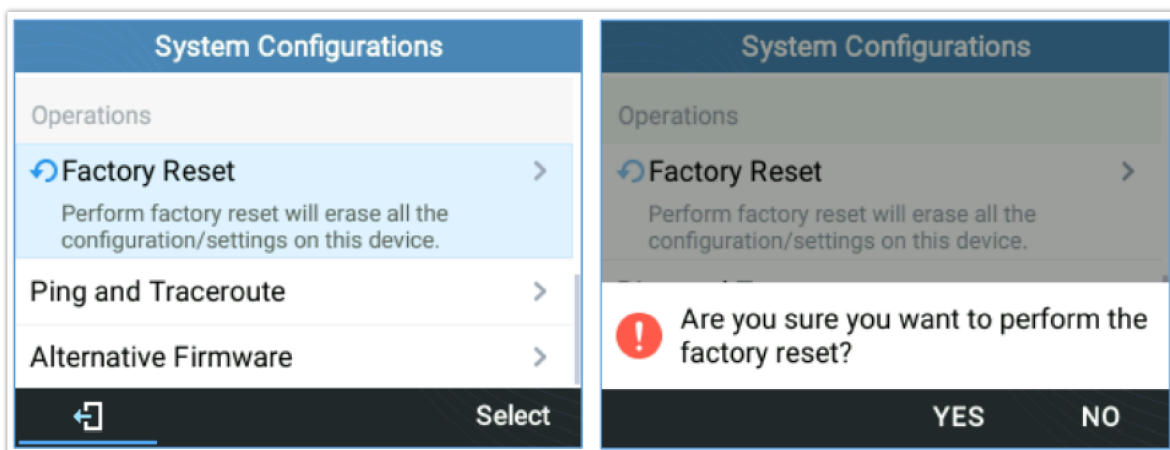 System Configurations
Operations
Factory Reset
Perform factory reset will erase all the
configuration/settings on this device.
Ping and Traceroute
Alternative Firmware
Select
System Configurations
Operations
Factory Reset
Perform factory reset will erase all the
configuration/settings on this device.
Are you sure you want to perform the
factory reset?
YES NO